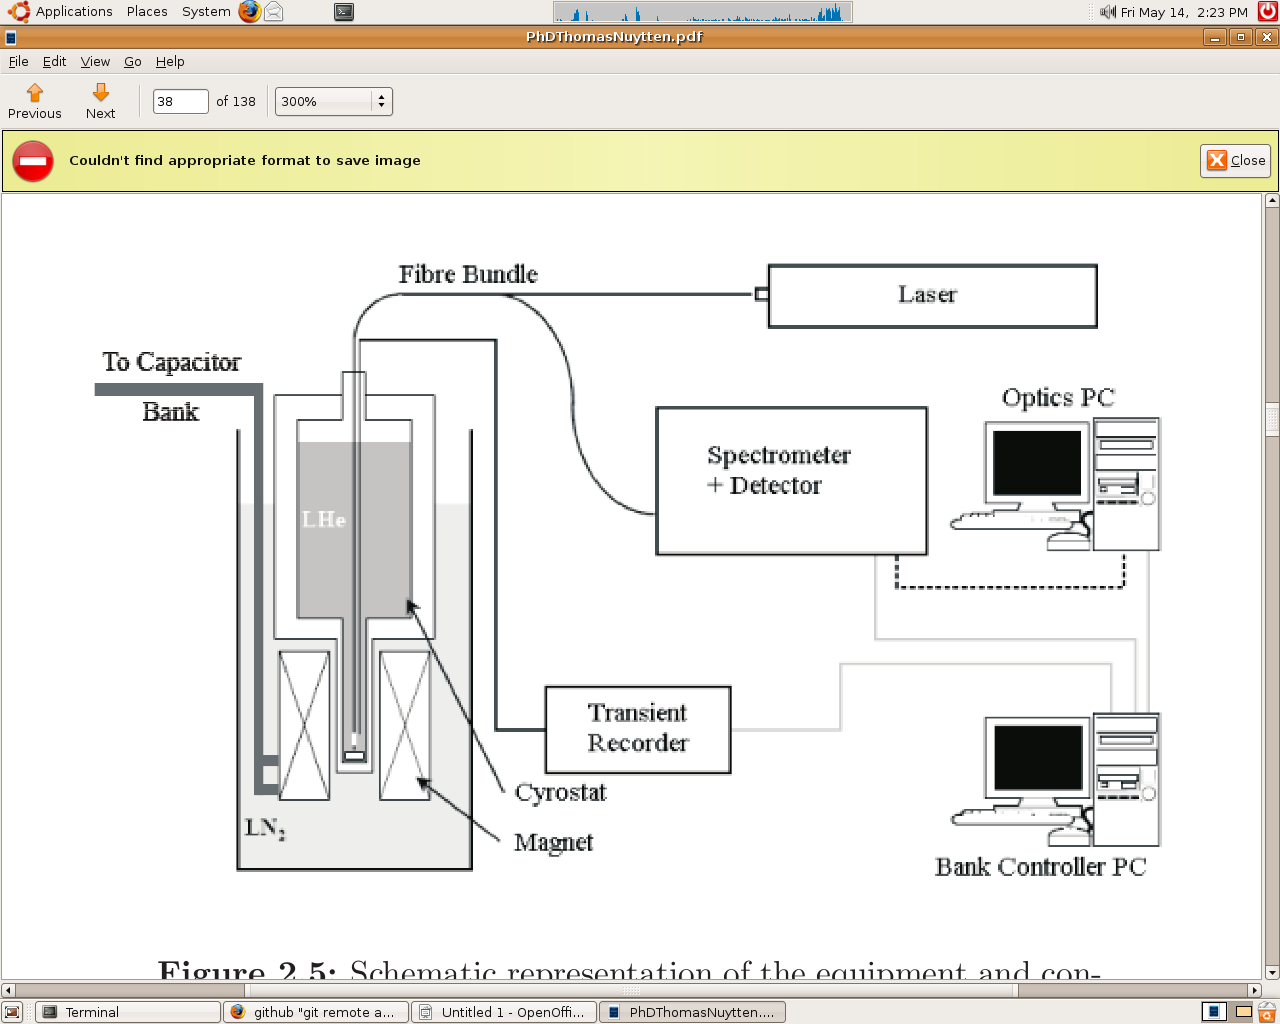 Applications Places System Fri May 14, 2:23 PM
PhDThomasNuytten.pdf
File Edit View Go Help
Previous Next 38 of 138 300%
Couldn't find appropriate format to save image Close
Fibre Bundle
Laser
To Capacitor
Bank
Optics PC
Spectrometer
+ Detector
LHe
Transient
Recorder
Cyrostat
LN2
Magnet
Bank Controller PC
Figure 2.5: Schematic representation of the equipment and con-
Terminal github "git remote a... Untitled 1 - OpenOffi... PhDThomasNuytten....